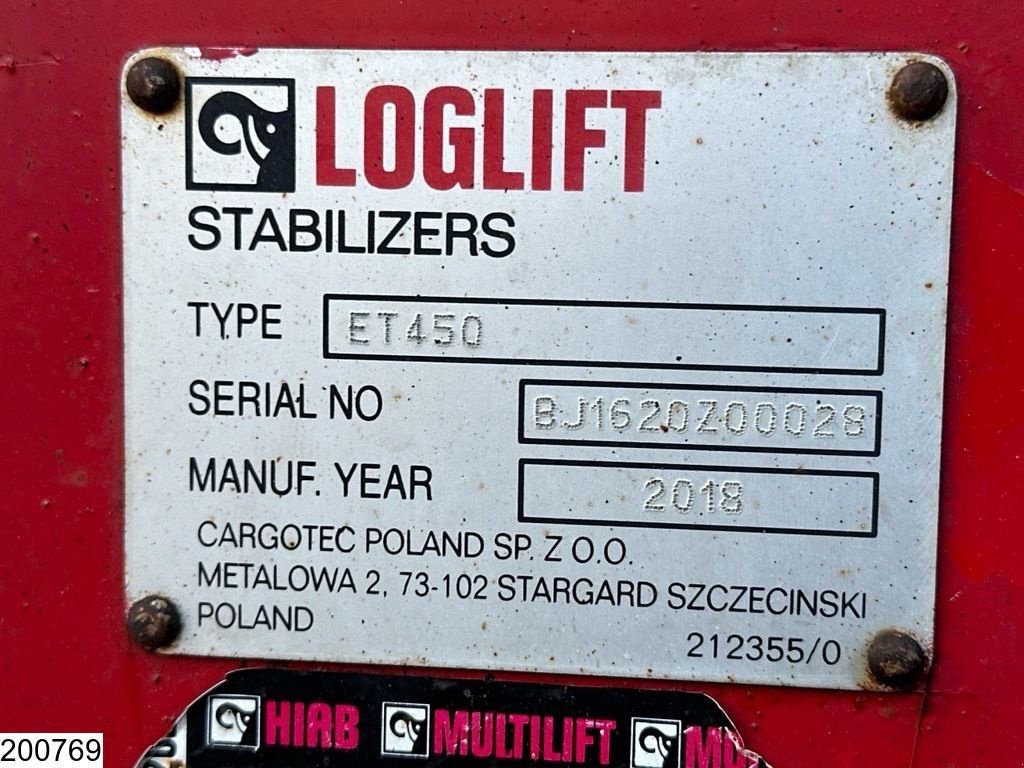 LOGLIFT
STABILIZERS
TYPE ET450
SERIAL NO BJ1620Z00028
MANUF. YEAR 2018
CARGOTEC POLAND SP. Z O.O.
METALOWA 2, 73-102 STARGARD SZCZECINSKI
POLAND
212355/0
HIAB MULTILIFT
200769